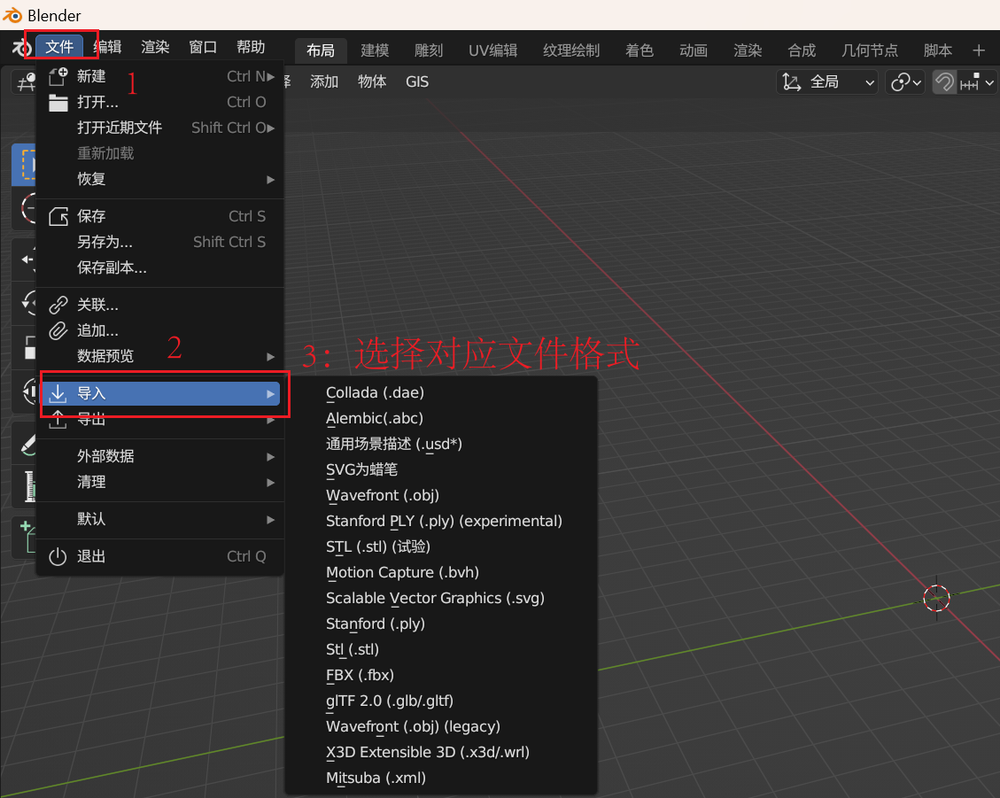 Blender
文件 编辑 渲染 窗口 帮助 布局 建模 雕刻 UV编辑 纹理绘制 着色 动画 渲染 合成 几何节点 脚本 +
添加 物体 GIS 全局
1
新建 Ctrl N
打开... Ctrl O
打开近期文件 Shift Ctrl O
重新加载
恢复
保存 Ctrl S
另存为... Shift Ctrl S
保存副本...
关联...
追加...
数据预览
2
3：选择对应文件格式
导入
导出
外部数据
清理
默认
退出 Ctrl Q
Collada (.dae)
Alembic(.abc)
通用场景描述 (.usd*)
SVG为蜡笔
Wavefront (.obj)
Stanford PLY (.ply) (experimental)
STL (.stl) (试验)
Motion Capture (.bvh)
Scalable Vector Graphics (.svg)
Stanford (.ply)
Stl (.stl)
FBX (.fbx)
glTF 2.0 (.glb/.gltf)
Wavefront (.obj) (legacy)
X3D Extensible 3D (.x3d/.wrl)
Mitsuba (.xml)